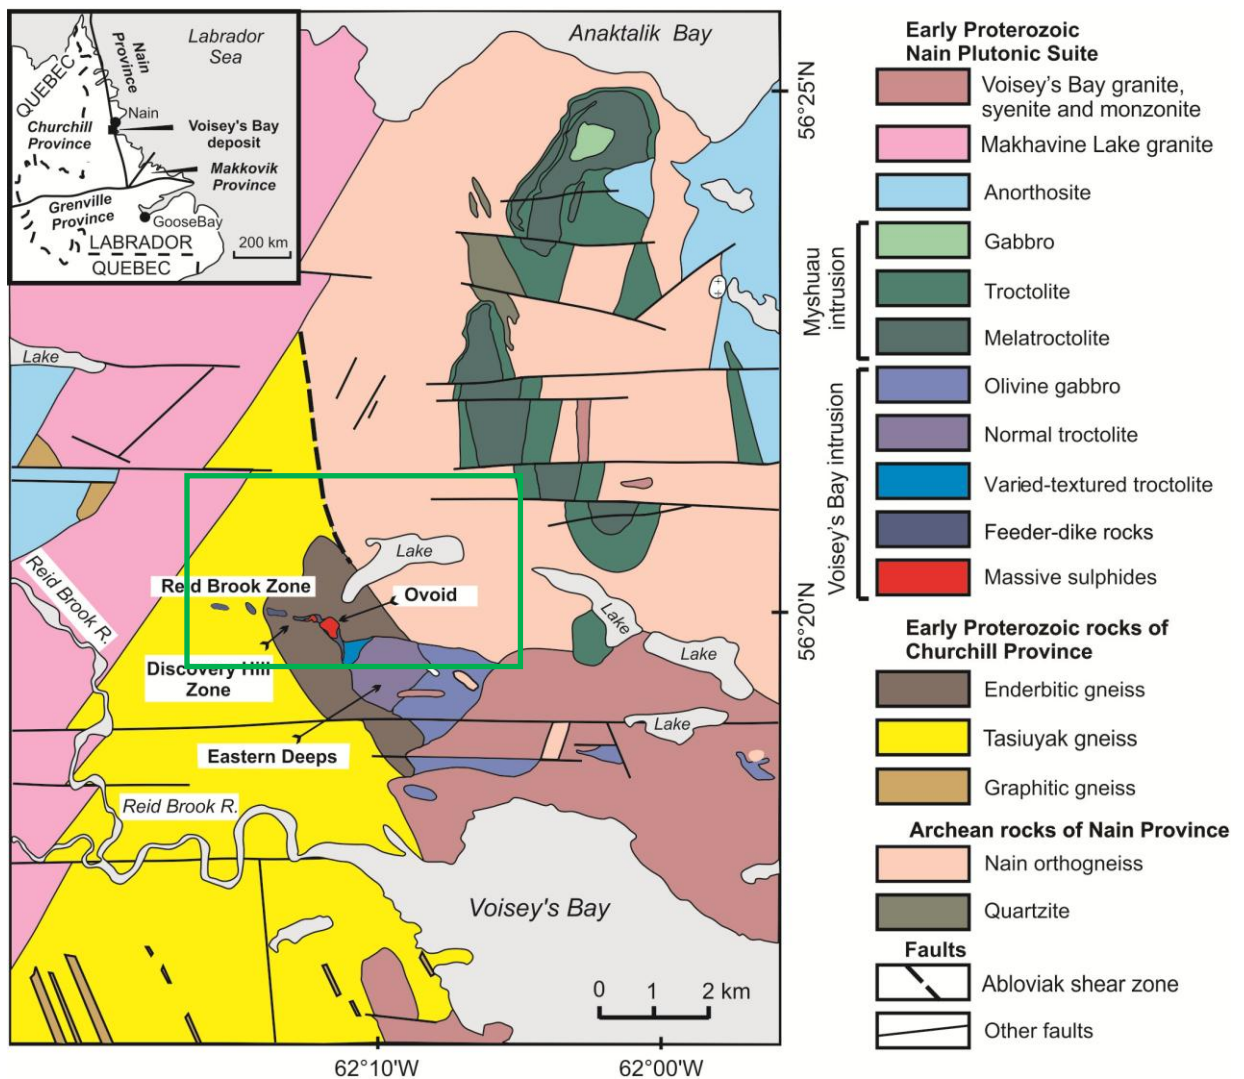 Labrador
Sea
Nain
Province
QUEBEC
Nain
Churchill
Province
Voisey's Bay
deposit
Makkovik
Province
Grenville
Province
GooseBay
LABRADOR
QUEBEC
200 km
Anaktalik Bay
56°25'N
Lake
Lake
Reid Brook Zone
Ovoid
Reid Brook R.
Discovery Hill
Zone
Lake
Lake
Lake
56°20'N
Eastern Deeps
Reid Brook R.
Voisey's Bay
0 1 2 km
62°10'W
62°00'W
Early Proterozoic
Nain Plutonic Suite
Voisey's Bay granite,
syenite and monzonite
Makhavine Lake granite
Anorthosite
Myshuau
intrusion
Gabbro
Troctolite
Melatroctolite
Voisey's Bay intrusion
Olivine gabbro
Normal troctolite
Varied-textured troctolite
Feeder-dike rocks
Massive sulphides
Early Proterozoic rocks of
Churchill Province
Enderbitic gneiss
Tasiuyak gneiss
Graphitic gneiss
Archean rocks of Nain Province
Nain orthogneiss
Quartzite
Faults
Abloviak shear zone
Other faults